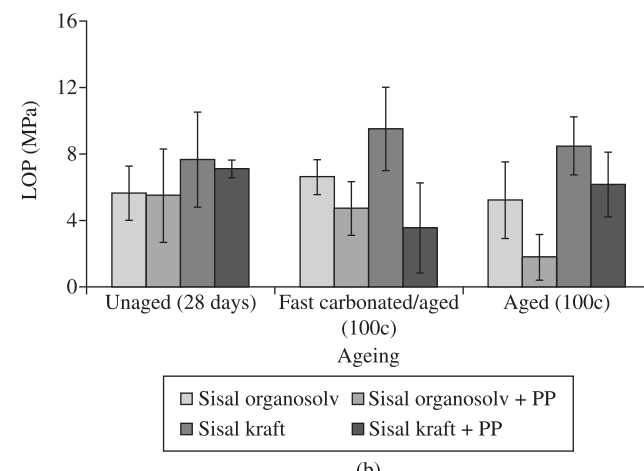 16
12
8
4
0
LOP (MPa)
Unaged (28 days)
Fast carbonated/aged
(100c)
Aged (100c)
Ageing
Sisal organosolv
Sisal organosolv + PP
Sisal kraft
Sisal kraft + PP
(b)